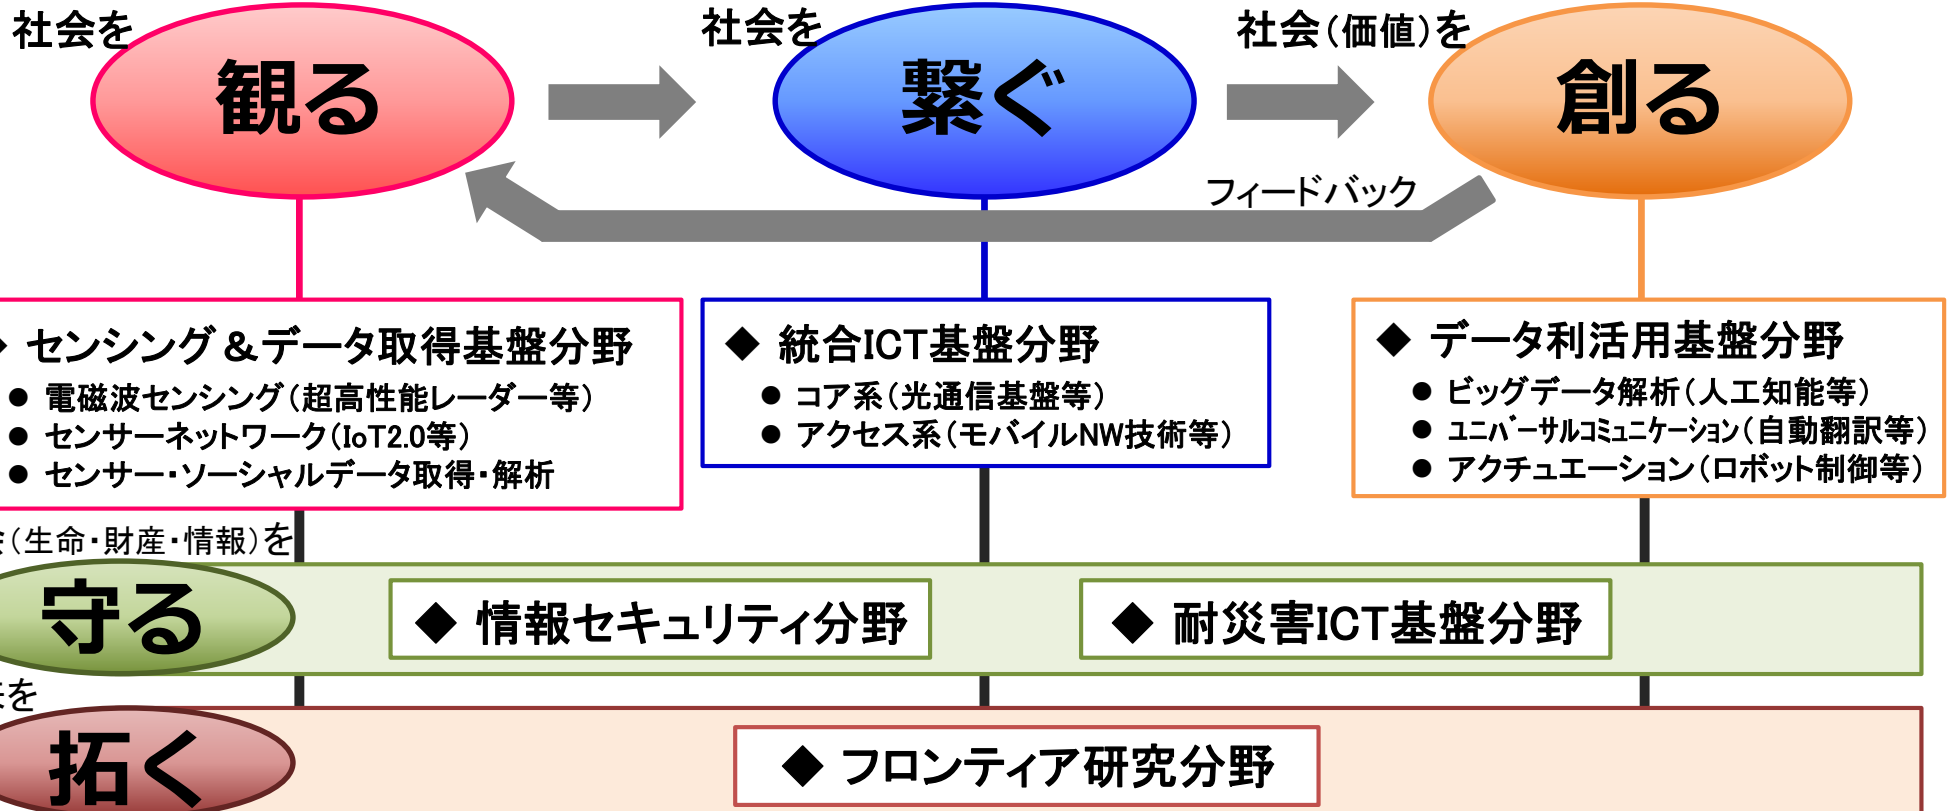 社会を
観る
社会を
繋ぐ
社会(価値)を
創る
フィードバック
◆ センシング&データ取得基盤分野
● 電磁波センシング(超高性能レーダー等)
● センサーネットワーク(IoT2.0等)
● センサー・ソーシャルデータ取得・解析
◆ 統合ICT基盤分野
● コア系(光通信基盤等)
● アクセス系(モバイルNW技術等)
◆ データ利活用基盤分野
● ビッグデータ解析(人工知能等)
● ユニバーサルコミュニケーション(自動翻訳等)
● アクチュエーション(ロボット制御等)
(生命・財産・情報)を
守る
◆ 情報セキュリティ分野
◆ 耐災害ICT基盤分野
を
拓く
◆ フロンティア研究分野